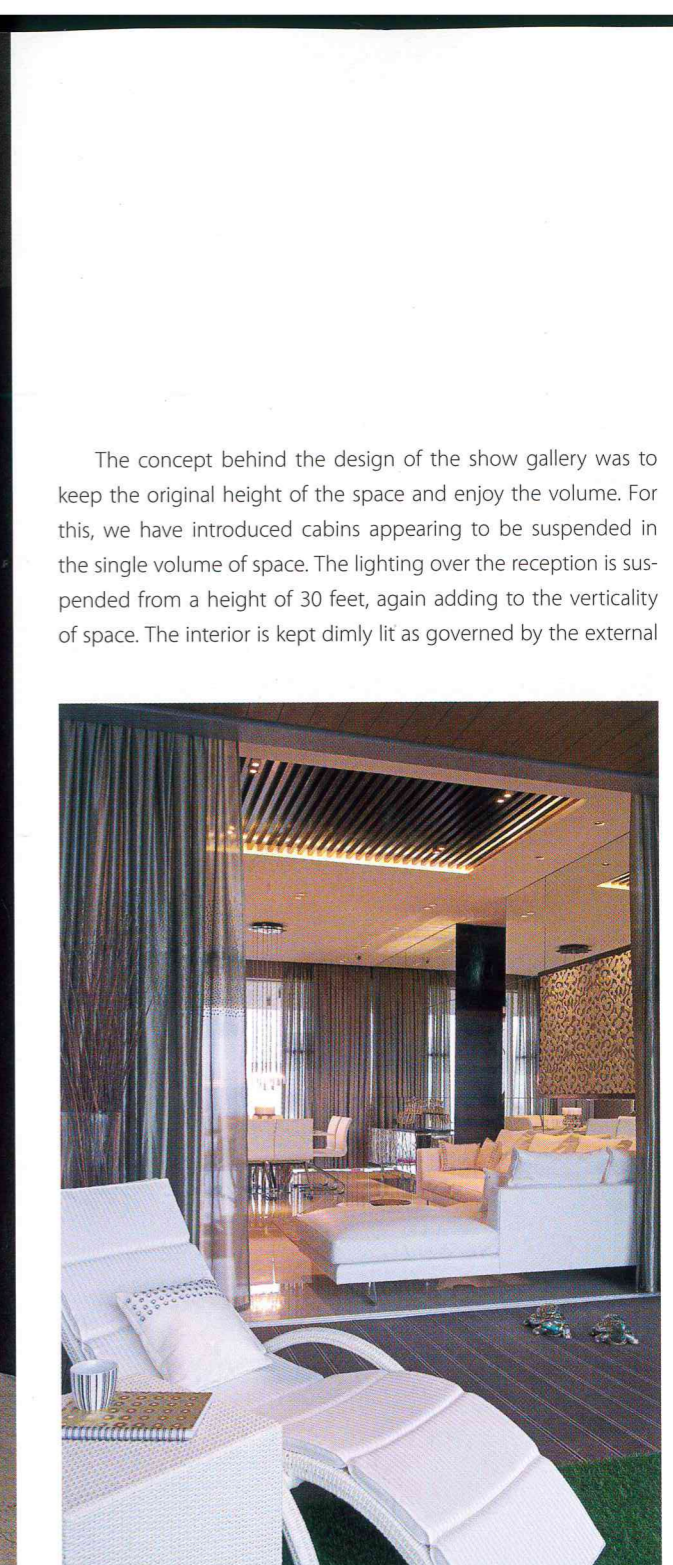 The concept behind the design of the show gallery was to
keep the original height of the space and enjoy the volume. For
this, we have introduced cabins appearing to be suspended in
the single volume of space. The lighting over the reception is sus-
pended from a height of 30 feet, again adding to the verticality
of space. The interior is kept dimly lit as governed by the external